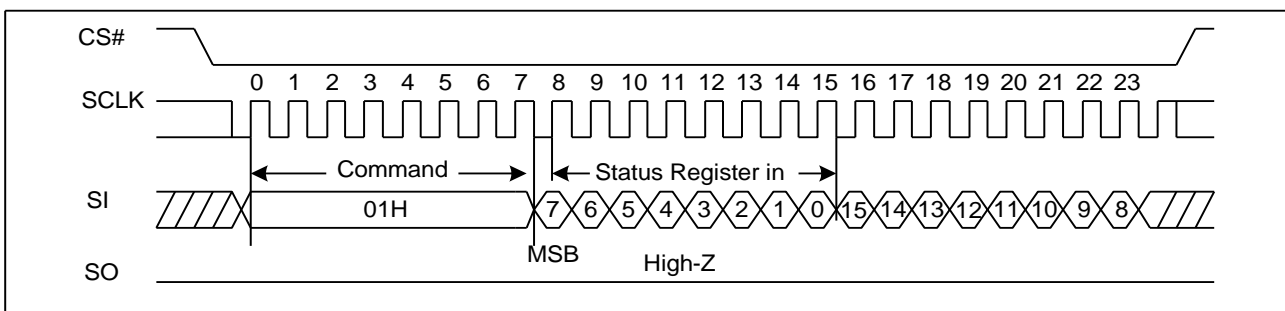 CS#
0 1 2 3 4 5 6 7 8 9 10 11 12 13 14 15 16 17 18 19 20 21 22 23
SCLK
Command Status Register in
SI 01H 7 6 5 4 3 2 1 0 15 14 13 12 11 10 9 8
MSB High-Z
SO